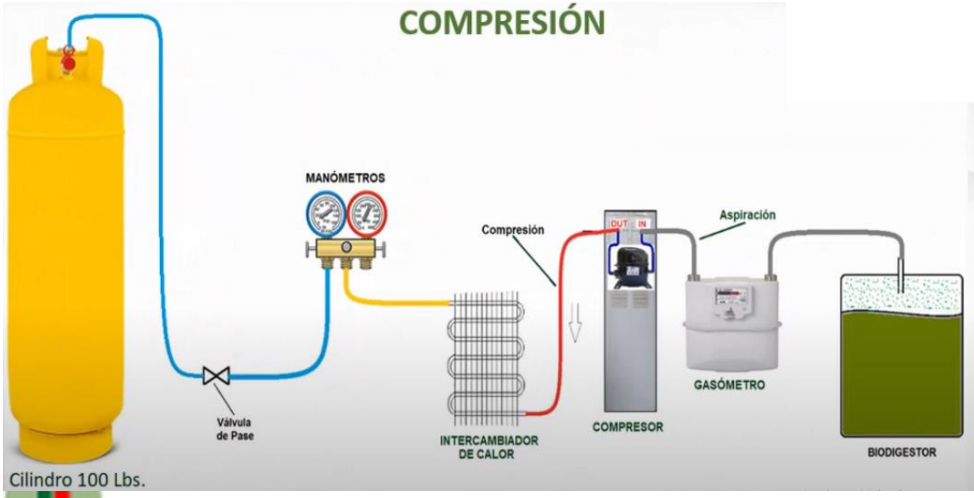 COMPRESIÓN
MANÓMETROS
Compresión
OUT IN
Aspiración
Válvula
de Pase
INTERCAMBIADOR
DE CALOR
COMPRESOR
GASÓMETRO
BIODIGESTOR
Cilindro 100 Lbs.